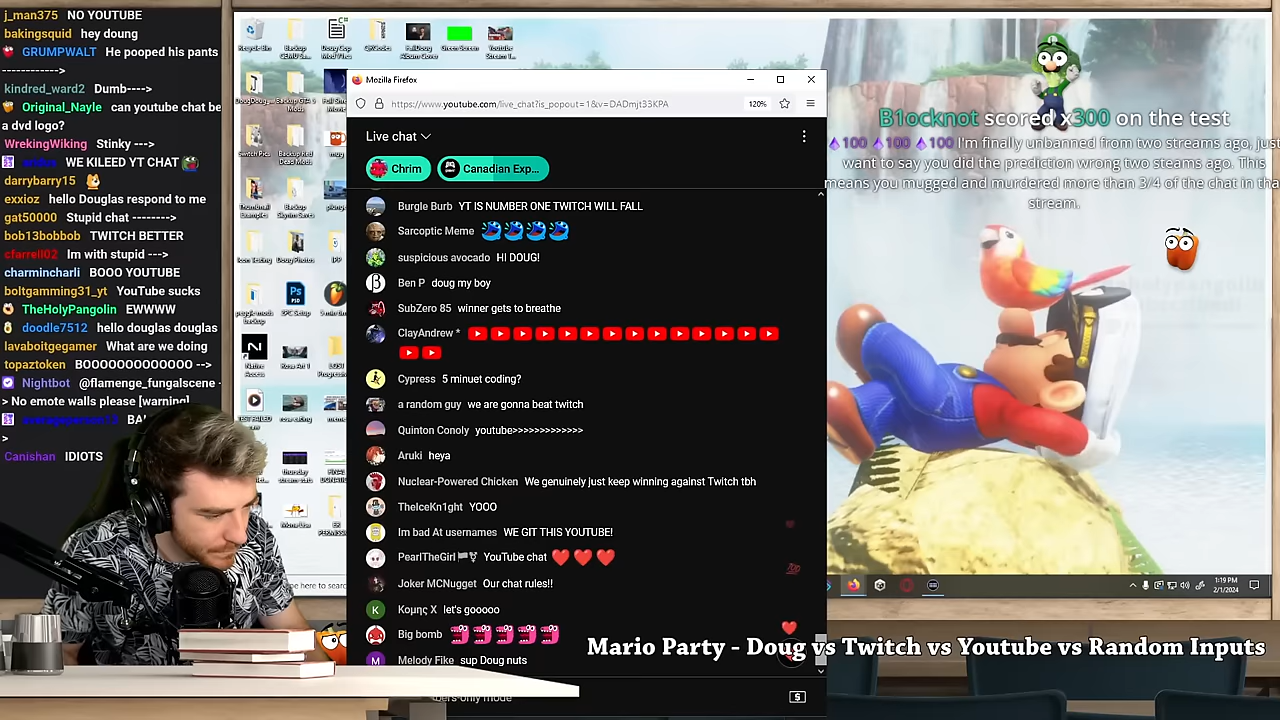 j_man375 NO YOUTUBE
bakingsquid hey doung
GRUMPWALT He pooped his pants
------------>
kindred_ward2 Dumb---->
Original_Nayle can youtube chat be
a dvd logo?
WrekingWiking Stinky --->
WE KILEED YT CHAT
darrybarry15
exxioz hello Douglas respond to
me
gat50000 Stupid chat -------->
bob13bobbob TWITCH BETTER
cfarrell02 Im with stupid --->
charmincharli BOOO YOUTUBE
boltgamming31_yt YouTube sucks
TheHolyPangolin EWWWW
doodle7512 hello douglas douglas
lavaboitgegamer What are we doing
topaztoken BOOOOOOOOOOOO -->
Nightbot @flotenge_fungalscene -
> No emote walls please [warning]
>
Canishan IDIOTS
Recycle Bin
Green Screen
Mozilla Firefox
https://www.youtube.com/live_chat?is_popout=1&v=DADmjt33KPA
120%
Live chat
Chrim
Canadian Exp...
Burgle Burb YT IS NUMBER ONE TWITCH WILL FALL
Sarcoptic Meme
suspicious avocado HI DOUG!
Ben P doug my boy
SubZero 85 winner gets to breathe
ClayAndrew *
Cypress 5 minuet coding?
a random guy we are gonna beat twitch
Quinton Conoly youtube>>>>>>>>>>>>>
Aruki heya
Nuclear-Powered Chicken We genuinely just keep winning against Twitch tbh
TheIceKn1ght YOOO
Im bad At usernames WE GIT THIS YOUTUBE!
PearlTheGirl YouTube chat
Joker MCNugget Our chat rules!!
Κομης Χ let's gooooo
Big bomb
Melody Fike sup Doug nuts
B1ocknot scored x300 on the test
100 100 100 I'm finally unbanned from two streams ago, just
want to say you did the prediction wrong two streams ago. This
means you mugged and murdered more than 3/4 of the chat in that
stream.
1:19 PM
2/1/2024
Mario Party - Doug vs Twitch vs Youtube vs Random Inputs